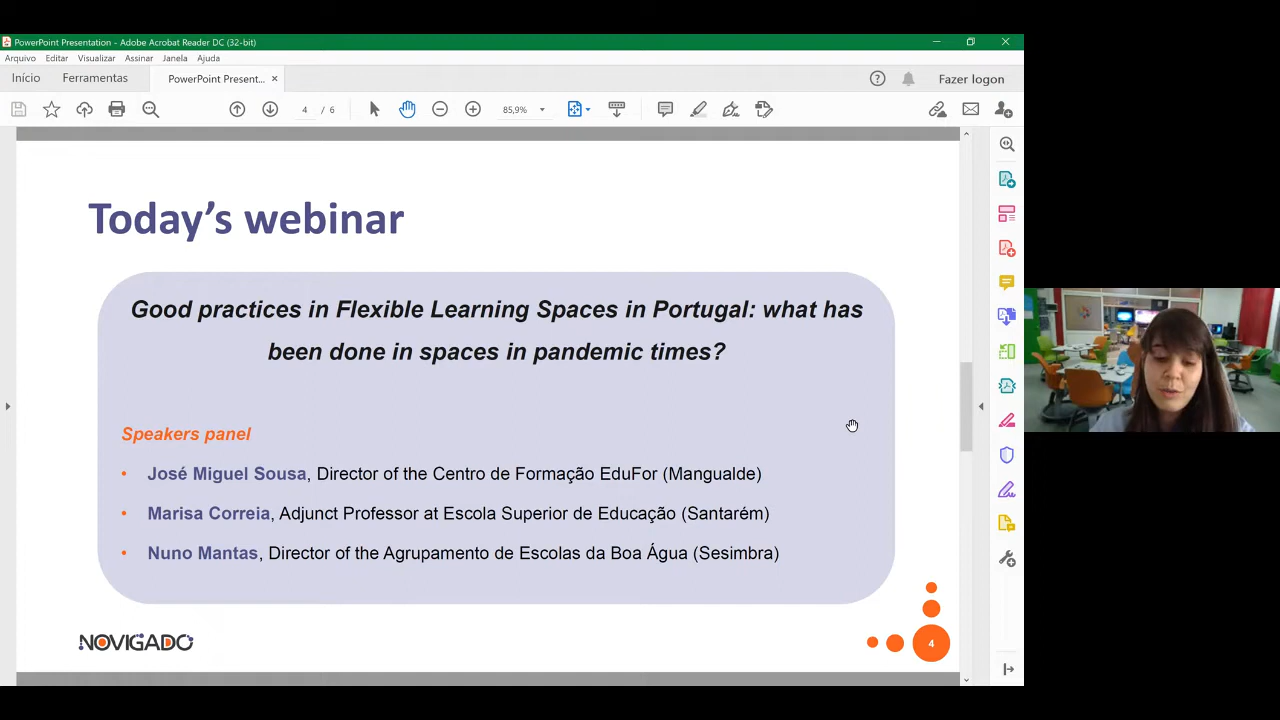 PowerPoint Presentation - Adobe Acrobat Reader DC (32-bit)
Arquivo Editar Visualizar Assinar Janela Ajuda
Início Ferramentas PowerPoint Present... × Fazer logon
4 / 6 85,9%
Today's webinar
Good practices in Flexible Learning Spaces in Portugal: what has
been done in spaces in pandemic times?
Speakers panel
• José Miguel Sousa, Director of the Centro de Formação EduFor (Mangualde)
• Marisa Correia, Adjunct Professor at Escola Superior de Educação (Santarém)
• Nuno Mantas, Director of the Agrupamento de Escolas da Boa Água (Sesimbra)
NOVIGADO
4